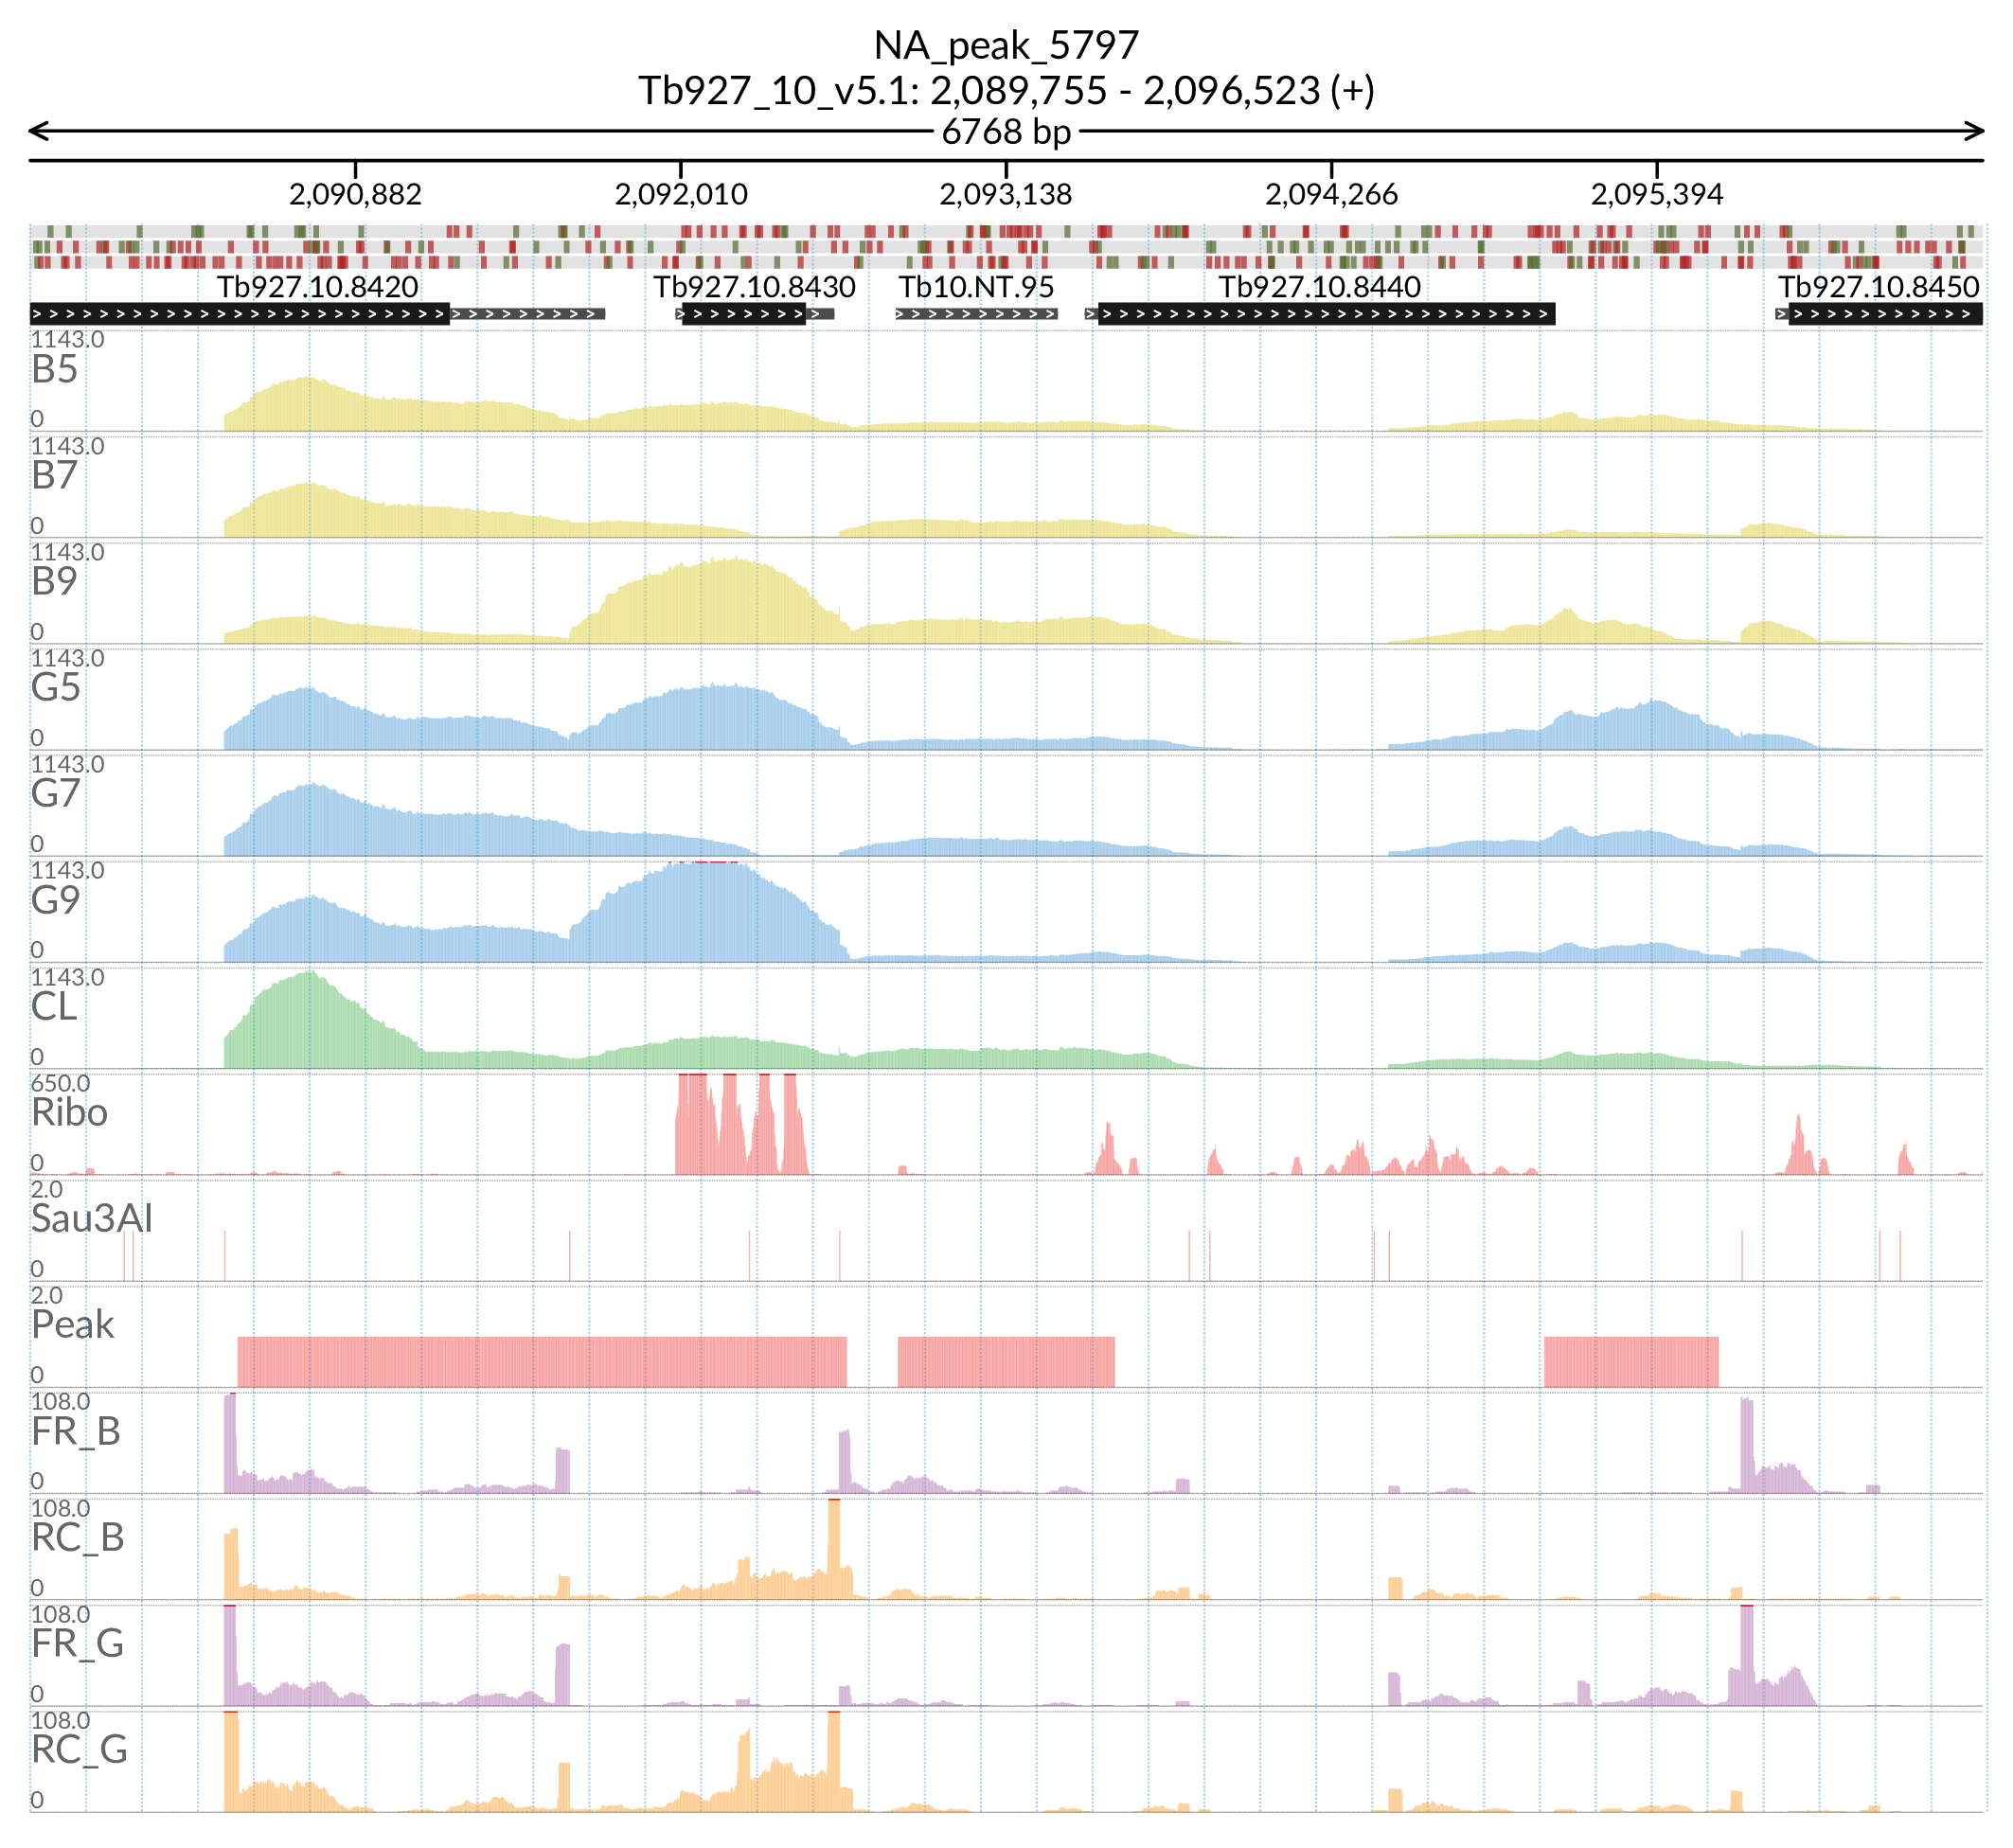 NA_peak_5797
Tb927_10_v5.1: 2,089,755 - 2,096,523 (+)
6768 bp
2,090,882 2,092,010 2,093,138 2,094,266 2,095,394
Tb927.10.8420 Tb927.10.8430 Tb10.NT.95 Tb927.10.8440 Tb927.10.8450
1143.0
B5
0
1143.0
B7
0
1143.0
B9
0
1143.0
G5
0
1143.0
G7
0
1143.0
G9
0
1143.0
CL
0
650.0
Ribo
0
2.0
Sau3AI
0
2.0
Peak
0
108.0
FR_B
0
108.0
RC_B
0
108.0
FR_G
0
108.0
RC_G
0